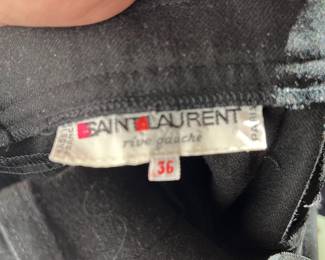 SAINT LAURENT
rive gauche
36